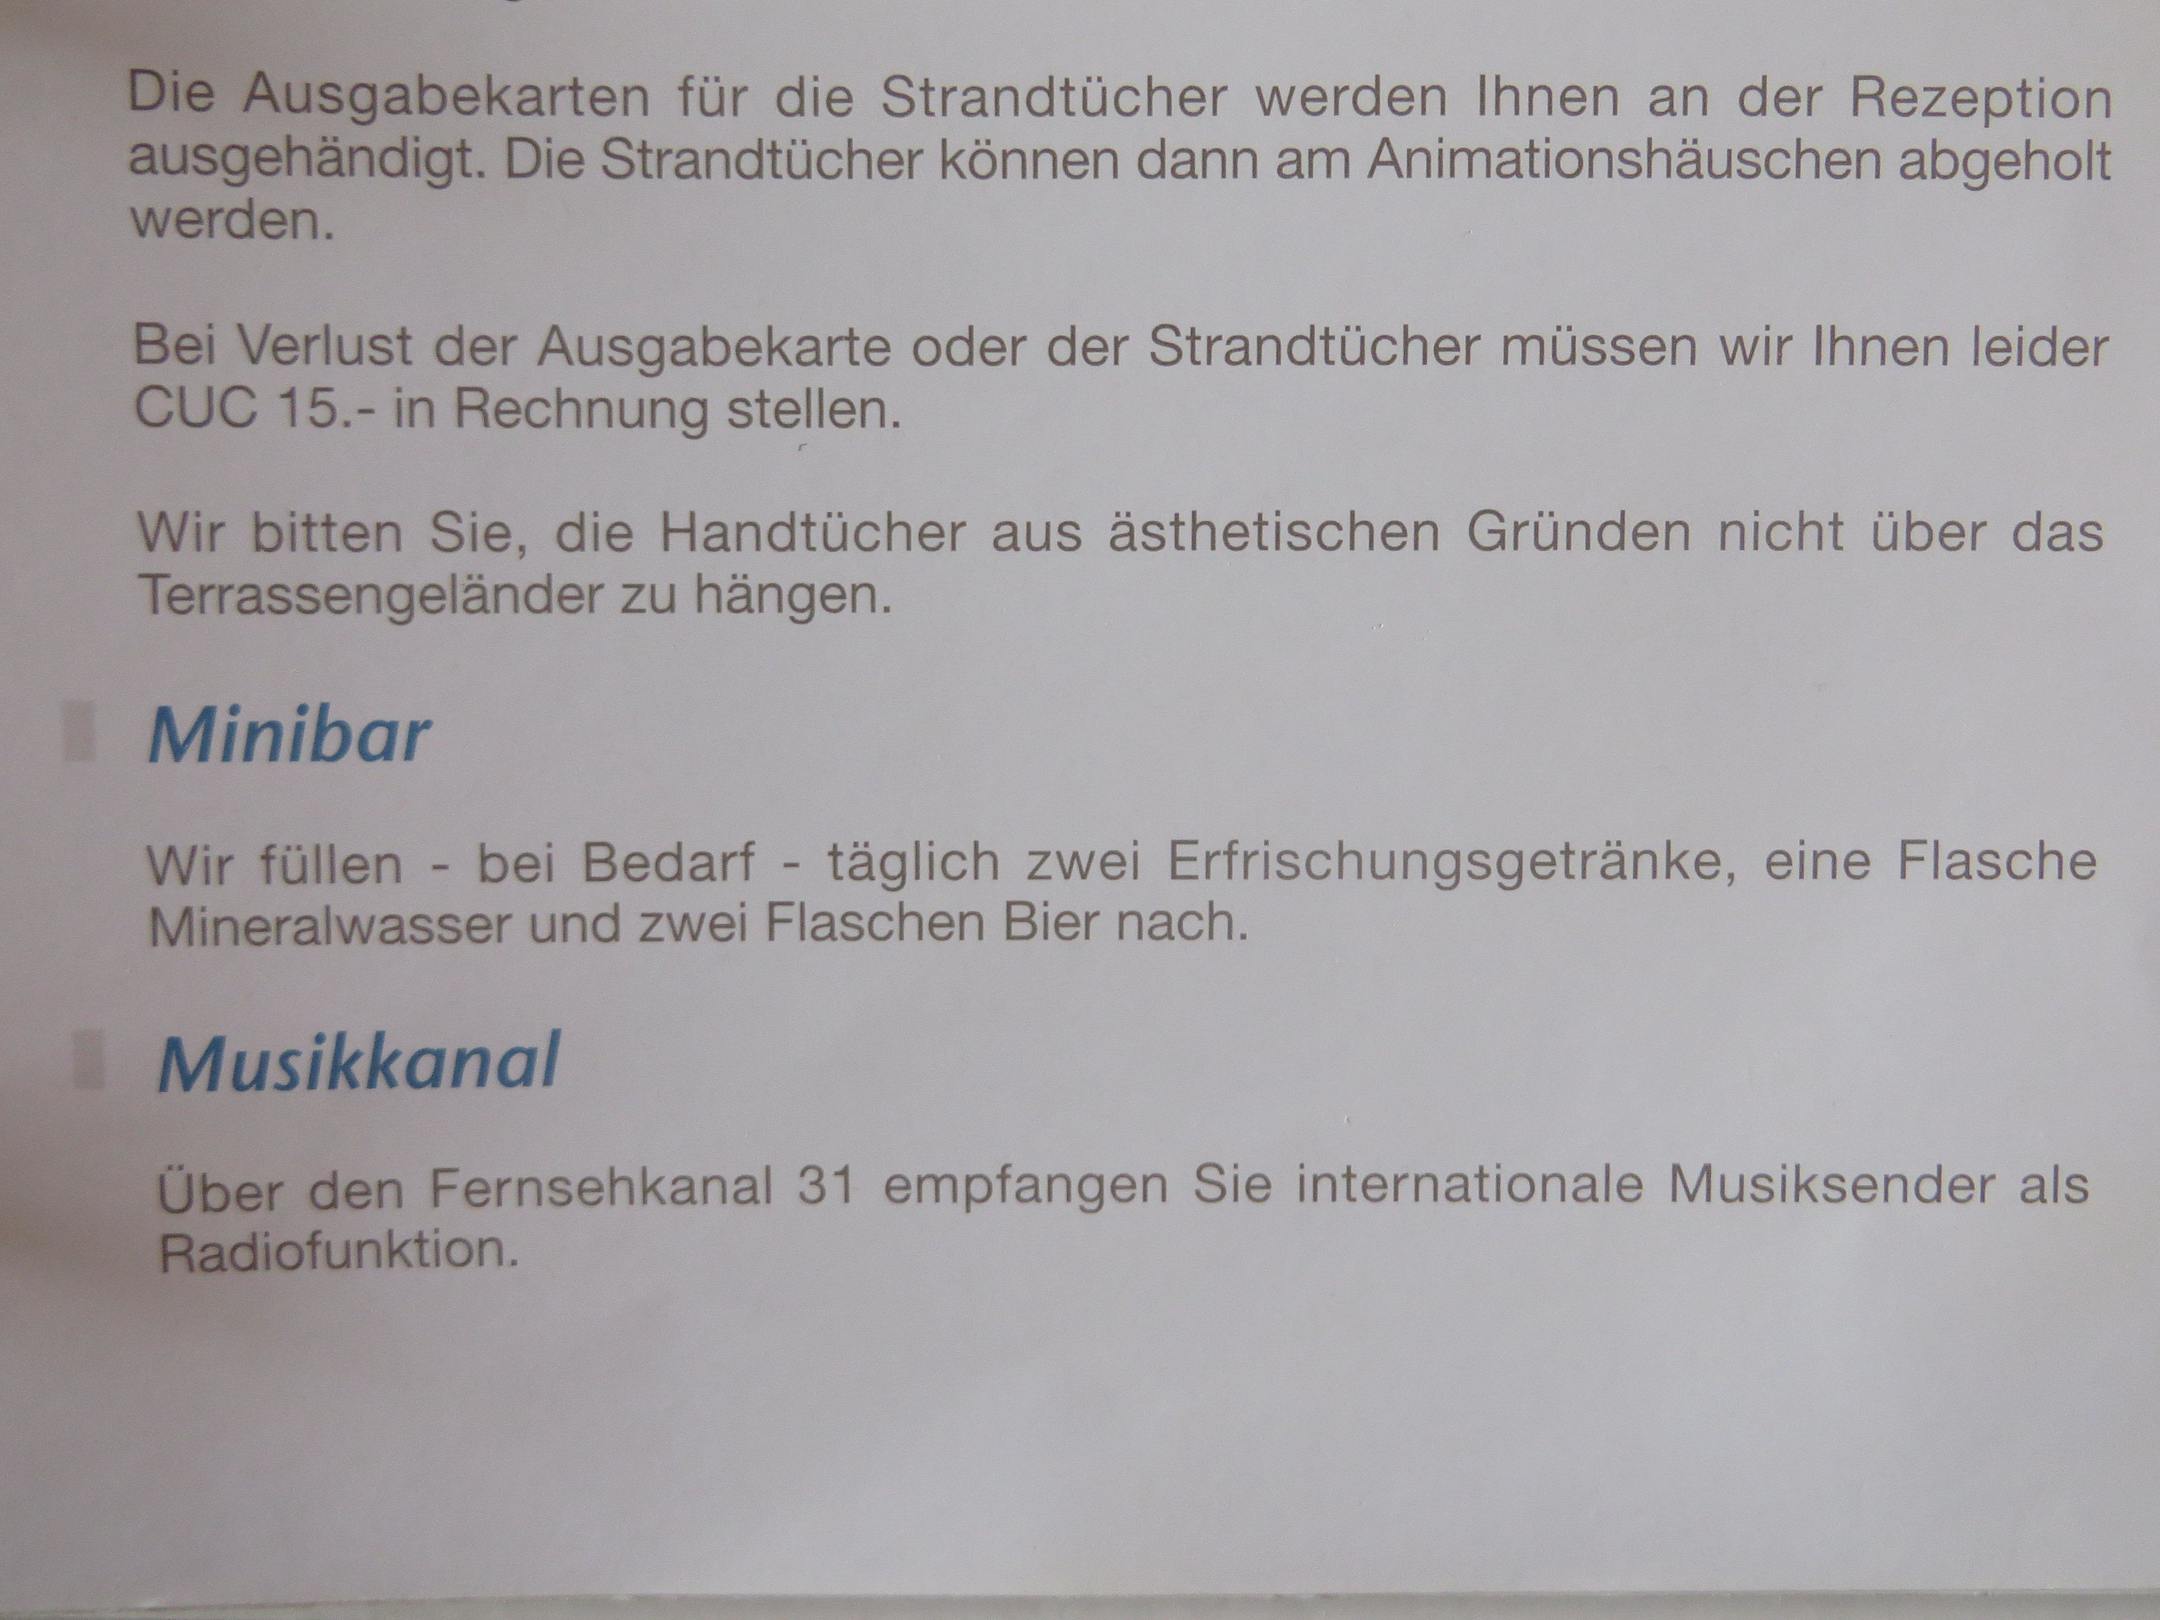 Die Ausgabekarten für die Strandtücher werden Ihnen an der Rezeption
ausgehändigt. Die Strandtücher können dann am Animationshäuschen abgeholt
werden.
Bei Verlust der Ausgabekarte oder der Strandtücher müssen wir Ihnen leider
CUC 15.- in Rechnung stellen.
Wir bitten Sie, die Handtücher aus ästhetischen Gründen nicht über das
Terrassengeländer zu hängen.
Minibar
Wir füllen - bei Bedarf - täglich zwei Erfrischungsgetränke, eine Flasche
Mineralwasser und zwei Flaschen Bier nach.
Musikkanal
Über den Fernsehkanal 31 empfangen Sie internationale Musiksender als
Radiofunktion.